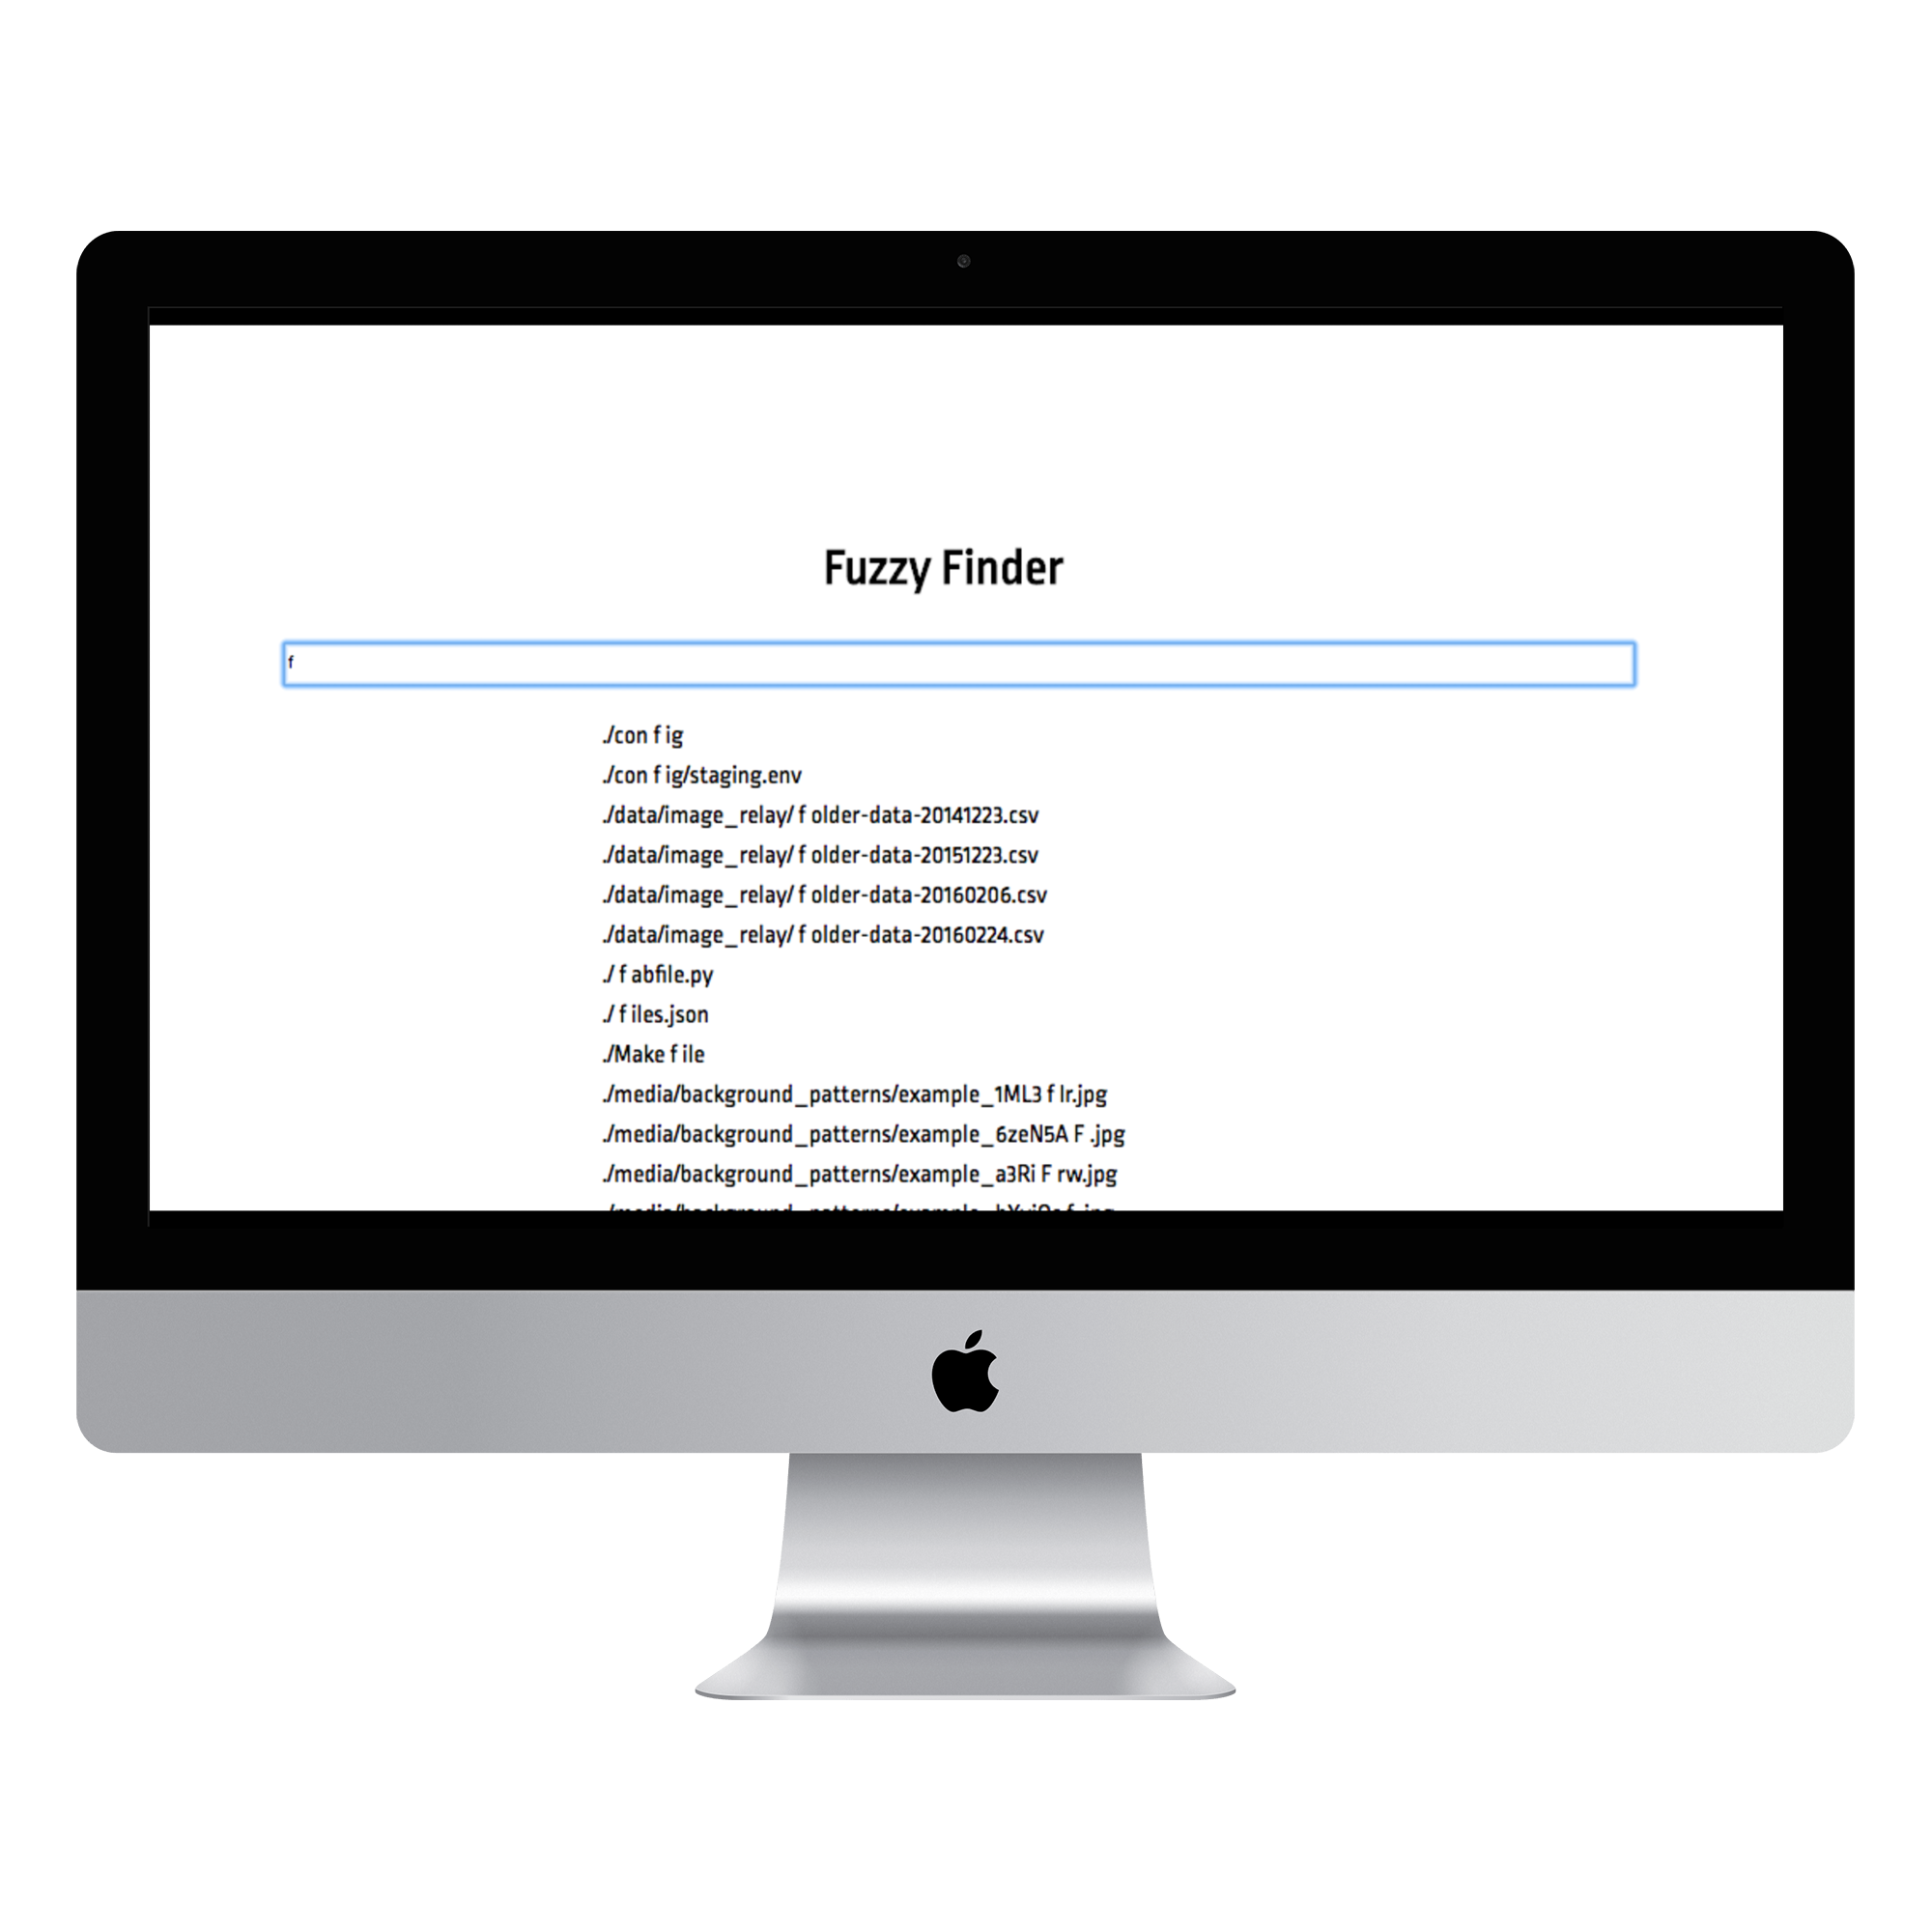 Fuzzy Finder
f
./con f ig
./con f ig/staging.env
./data/image_relay/ f older-data-20141223.csv
./data/image_relay/ f older-data-20151223.csv
./data/image_relay/ f older-data-20160206.csv
./data/image_relay/ f older-data-20160224.csv
./ f abfile.py
./ f iles.json
./Make f ile
./media/background_patterns/example_1ML3 f Ir.jpg
./media/background_patterns/example_6zeN5A F .jpg
./media/background_patterns/example_a3Ri F rw.jpg